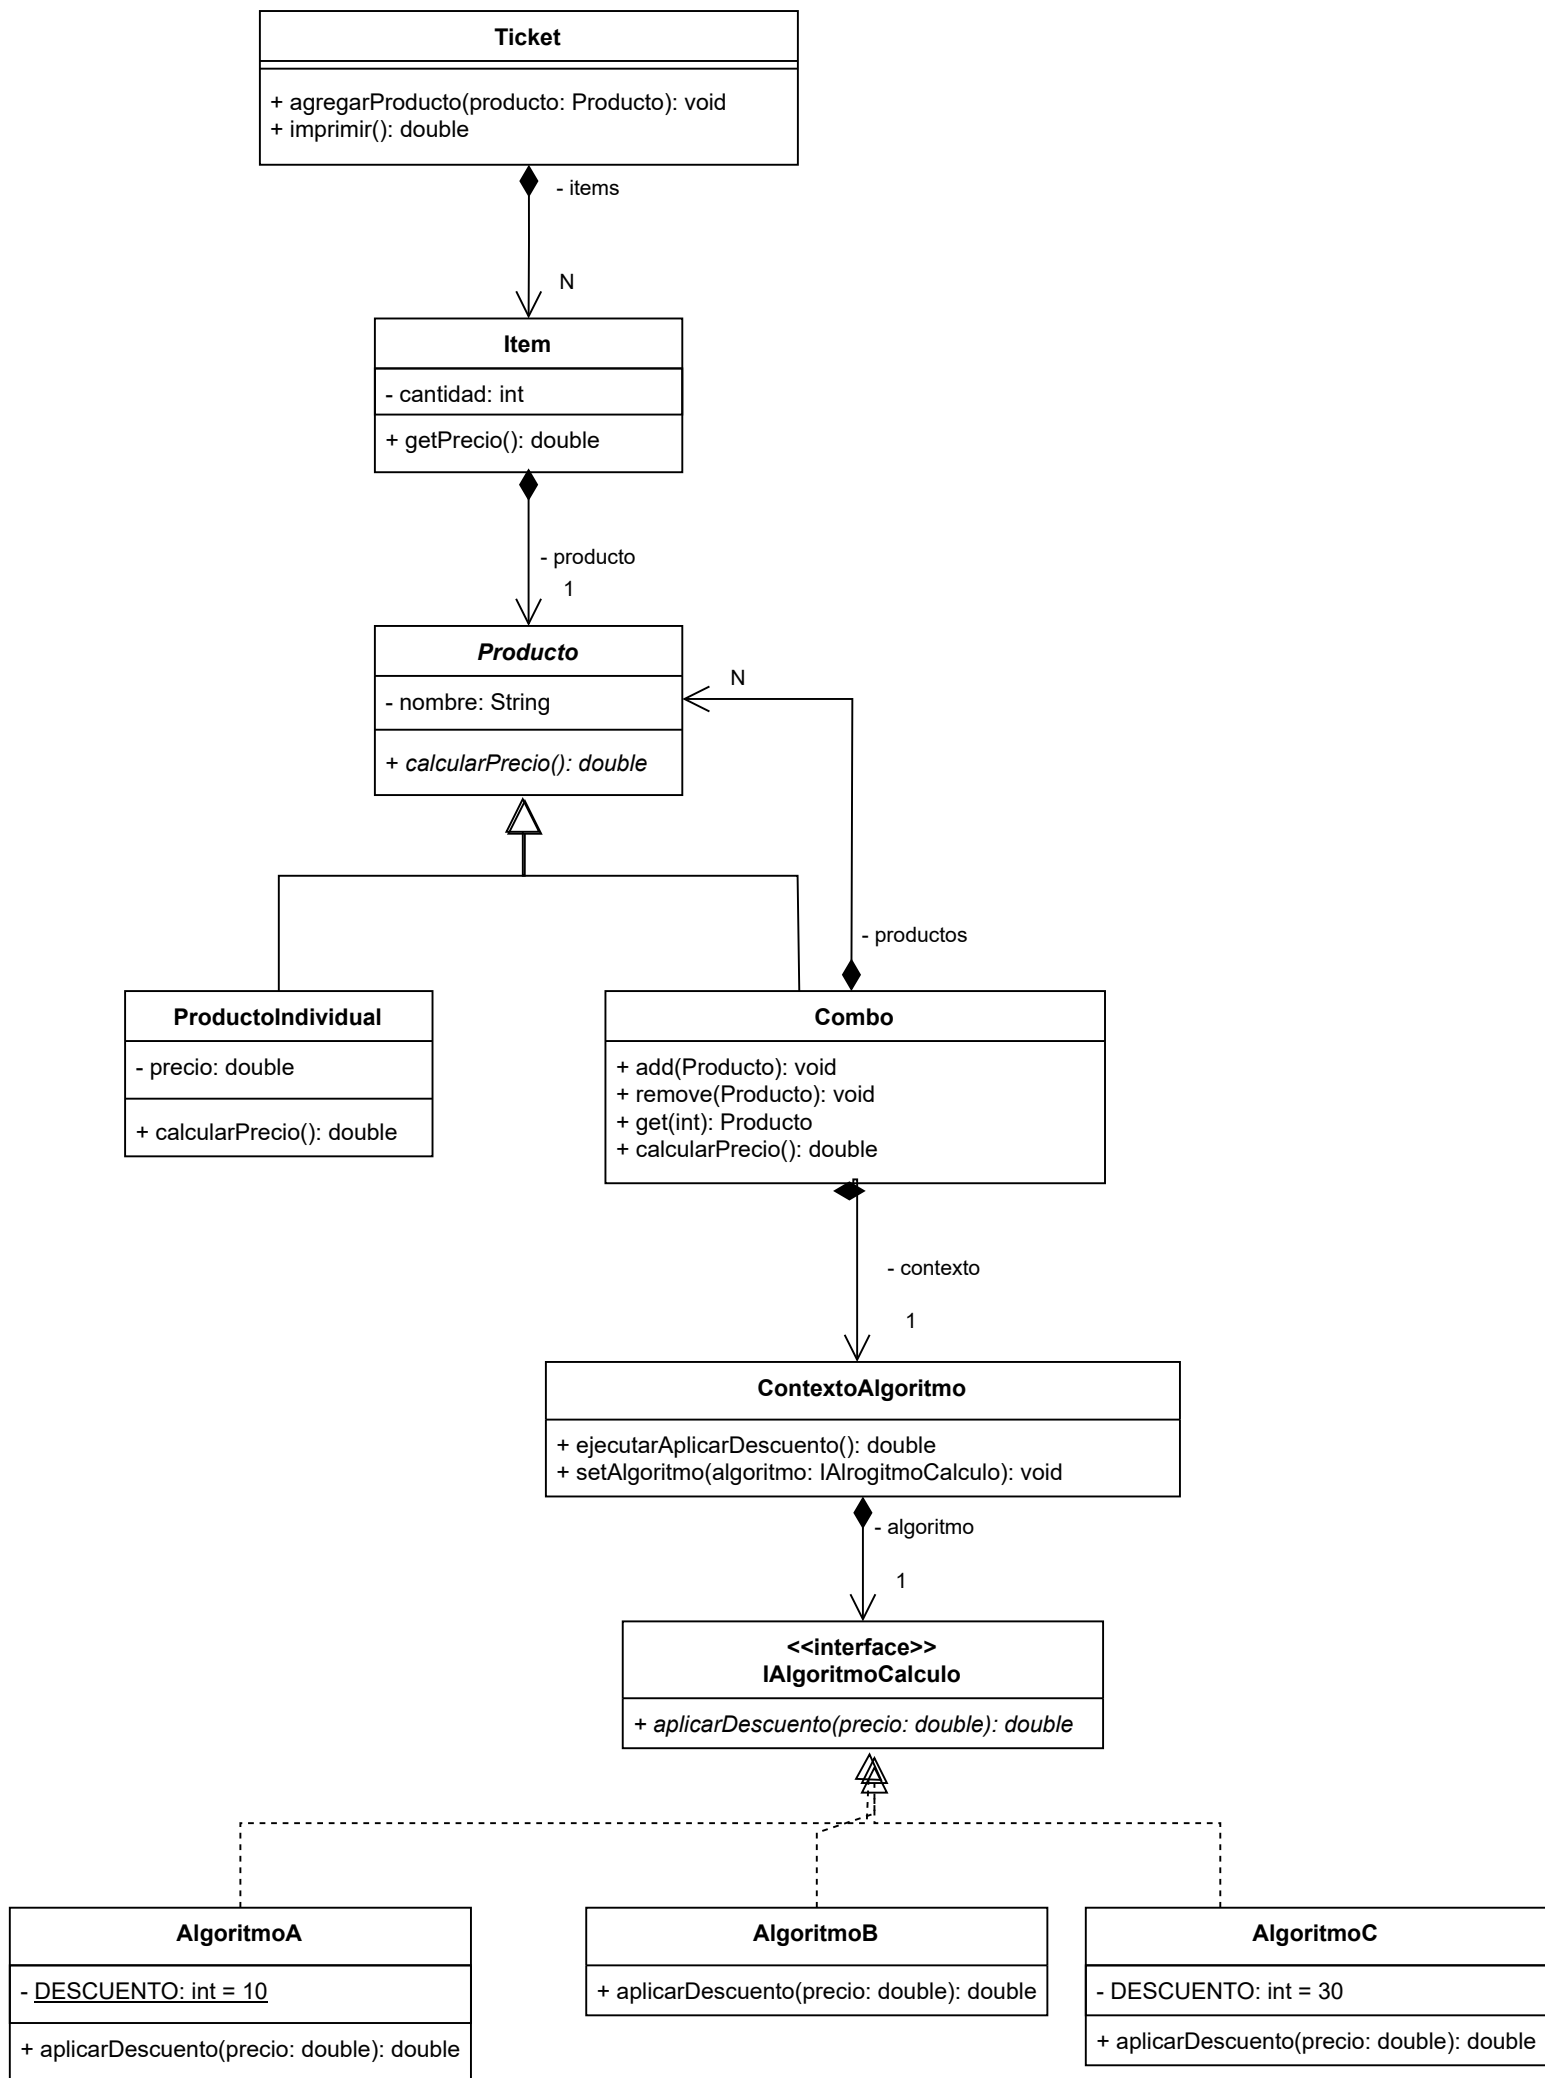 Ticket
+ agregarProducto(producto: Producto): void
+ imprimir(): double
- items
N
Item
- cantidad: int
+ getPrecio(): double
- producto
1
Producto
- nombre: String
+ calcularPrecio(): double
N
- productos
ProductoIndividual
- precio: double
+ calcularPrecio(): double
Combo
+ add(Producto): void
+ remove(Producto): void
+ get(int): Producto
+ calcularPrecio(): double
- contexto
1
ContextoAlgoritmo
+ ejecutarAplicarDescuento(): double
+ setAlgoritmo(algoritmo: IAlrogitmoCalculo): void
- algoritmo
1
<<interface>>
IAlgoritmoCalculo
+ aplicarDescuento(precio: double): double
AlgoritmoA
- DESCUENTO: int = 10
+ aplicarDescuento(precio: double): double
AlgoritmoB
+ aplicarDescuento(precio: double): double
AlgoritmoC
- DESCUENTO: int = 30
+ aplicarDescuento(precio: double): double